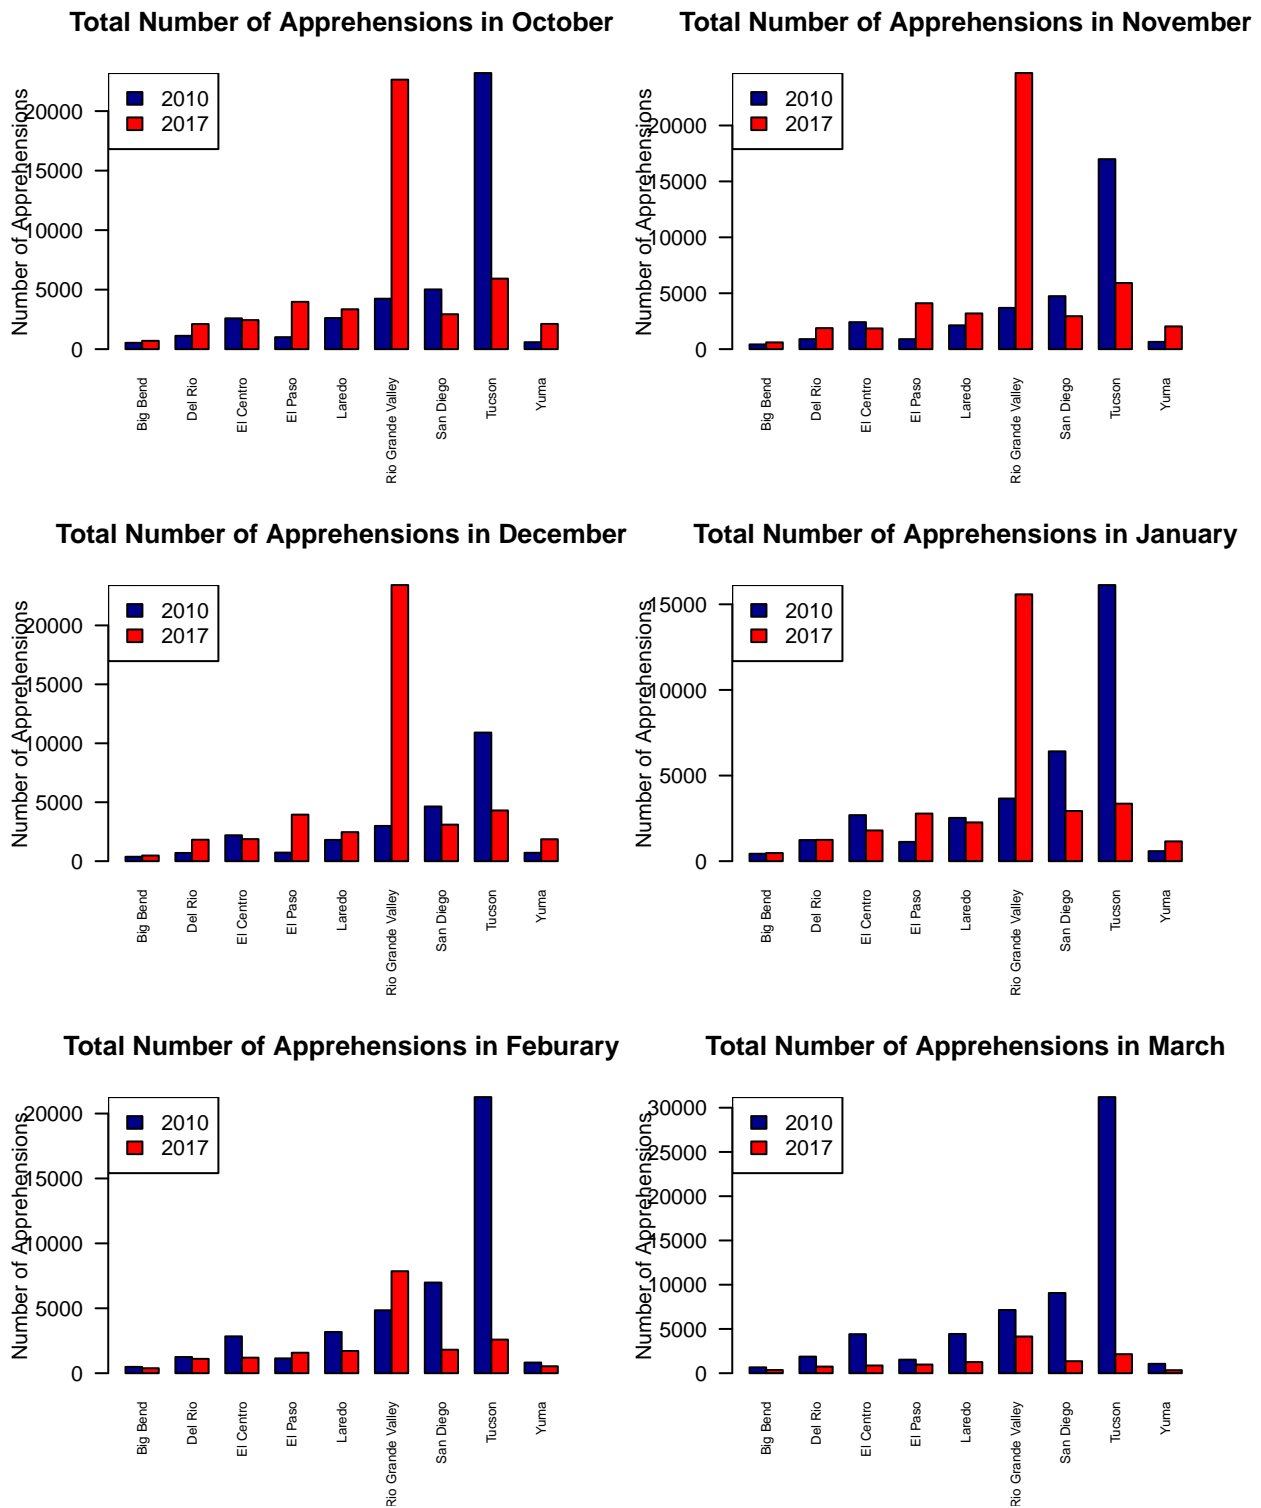 Total Number of Apprehensions in October
Number of Apprehensions
20000
15000
10000
5000
0
2010
2017
Big Bend
Del Rio
El Centro
El Paso
Laredo
Rio Grande Valley
San Diego
Tucson
Yuma
Total Number of Apprehensions in November
Number of Apprehensions
20000
15000
10000
5000
0
2010
2017
Big Bend
Del Rio
El Centro
El Paso
Laredo
Rio Grande Valley
San Diego
Tucson
Yuma
Total Number of Apprehensions in December
Number of Apprehensions
20000
15000
10000
5000
0
2010
2017
Big Bend
Del Rio
El Centro
El Paso
Laredo
Rio Grande Valley
San Diego
Tucson
Yuma
Total Number of Apprehensions in January
Number of Apprehensions
15000
10000
5000
0
2010
2017
Big Bend
Del Rio
El Centro
El Paso
Laredo
Rio Grande Valley
San Diego
Tucson
Yuma
Total Number of Apprehensions in Feburary
Number of Apprehensions
20000
15000
10000
5000
0
2010
2017
Big Bend
Del Rio
El Centro
El Paso
Laredo
Rio Grande Valley
San Diego
Tucson
Yuma
Total Number of Apprehensions in March
Number of Apprehensions
30000
25000
20000
15000
10000
5000
0
2010
2017
Big Bend
Del Rio
El Centro
El Paso
Laredo
Rio Grande Valley
San Diego
Tucson
Yuma